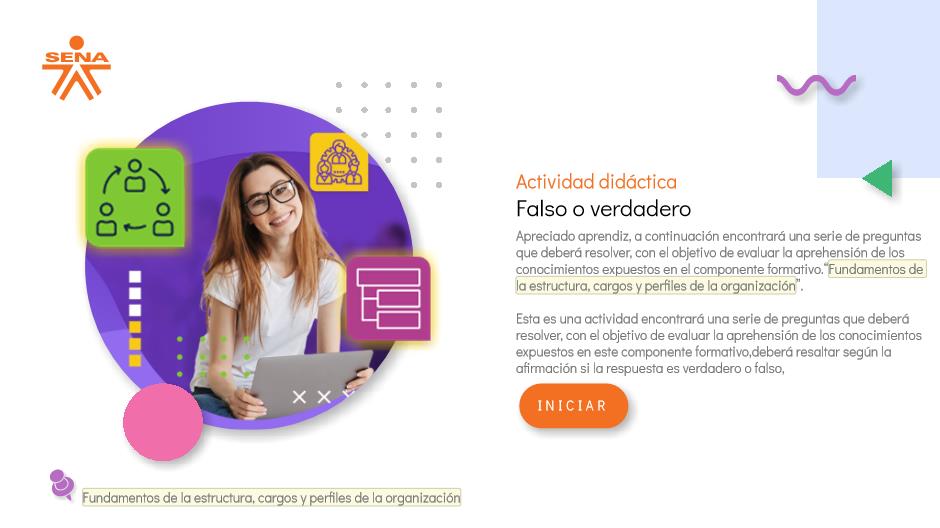 SENA
Actividad didáctica
Falso o verdadero
Apreciado aprendiz, a continuación encontrará una serie de preguntas
que deberá resolver, con el objetivo de evaluar la aprehensión de los
conocimientos expuestos en el componente formativo.“Fundamentos de
la estructura, cargos y perfiles de la organización”.
Esta es una actividad encontrará una serie de preguntas que deberá
resolver, con el objetivo de evaluar la aprehensión de los conocimientos
expuestos en este componente formativo,deberá resaltar según la
afirmación si la respuesta es verdadero o falso,
INICIAR
Fundamentos de la estructura, cargos y perfiles de la organización